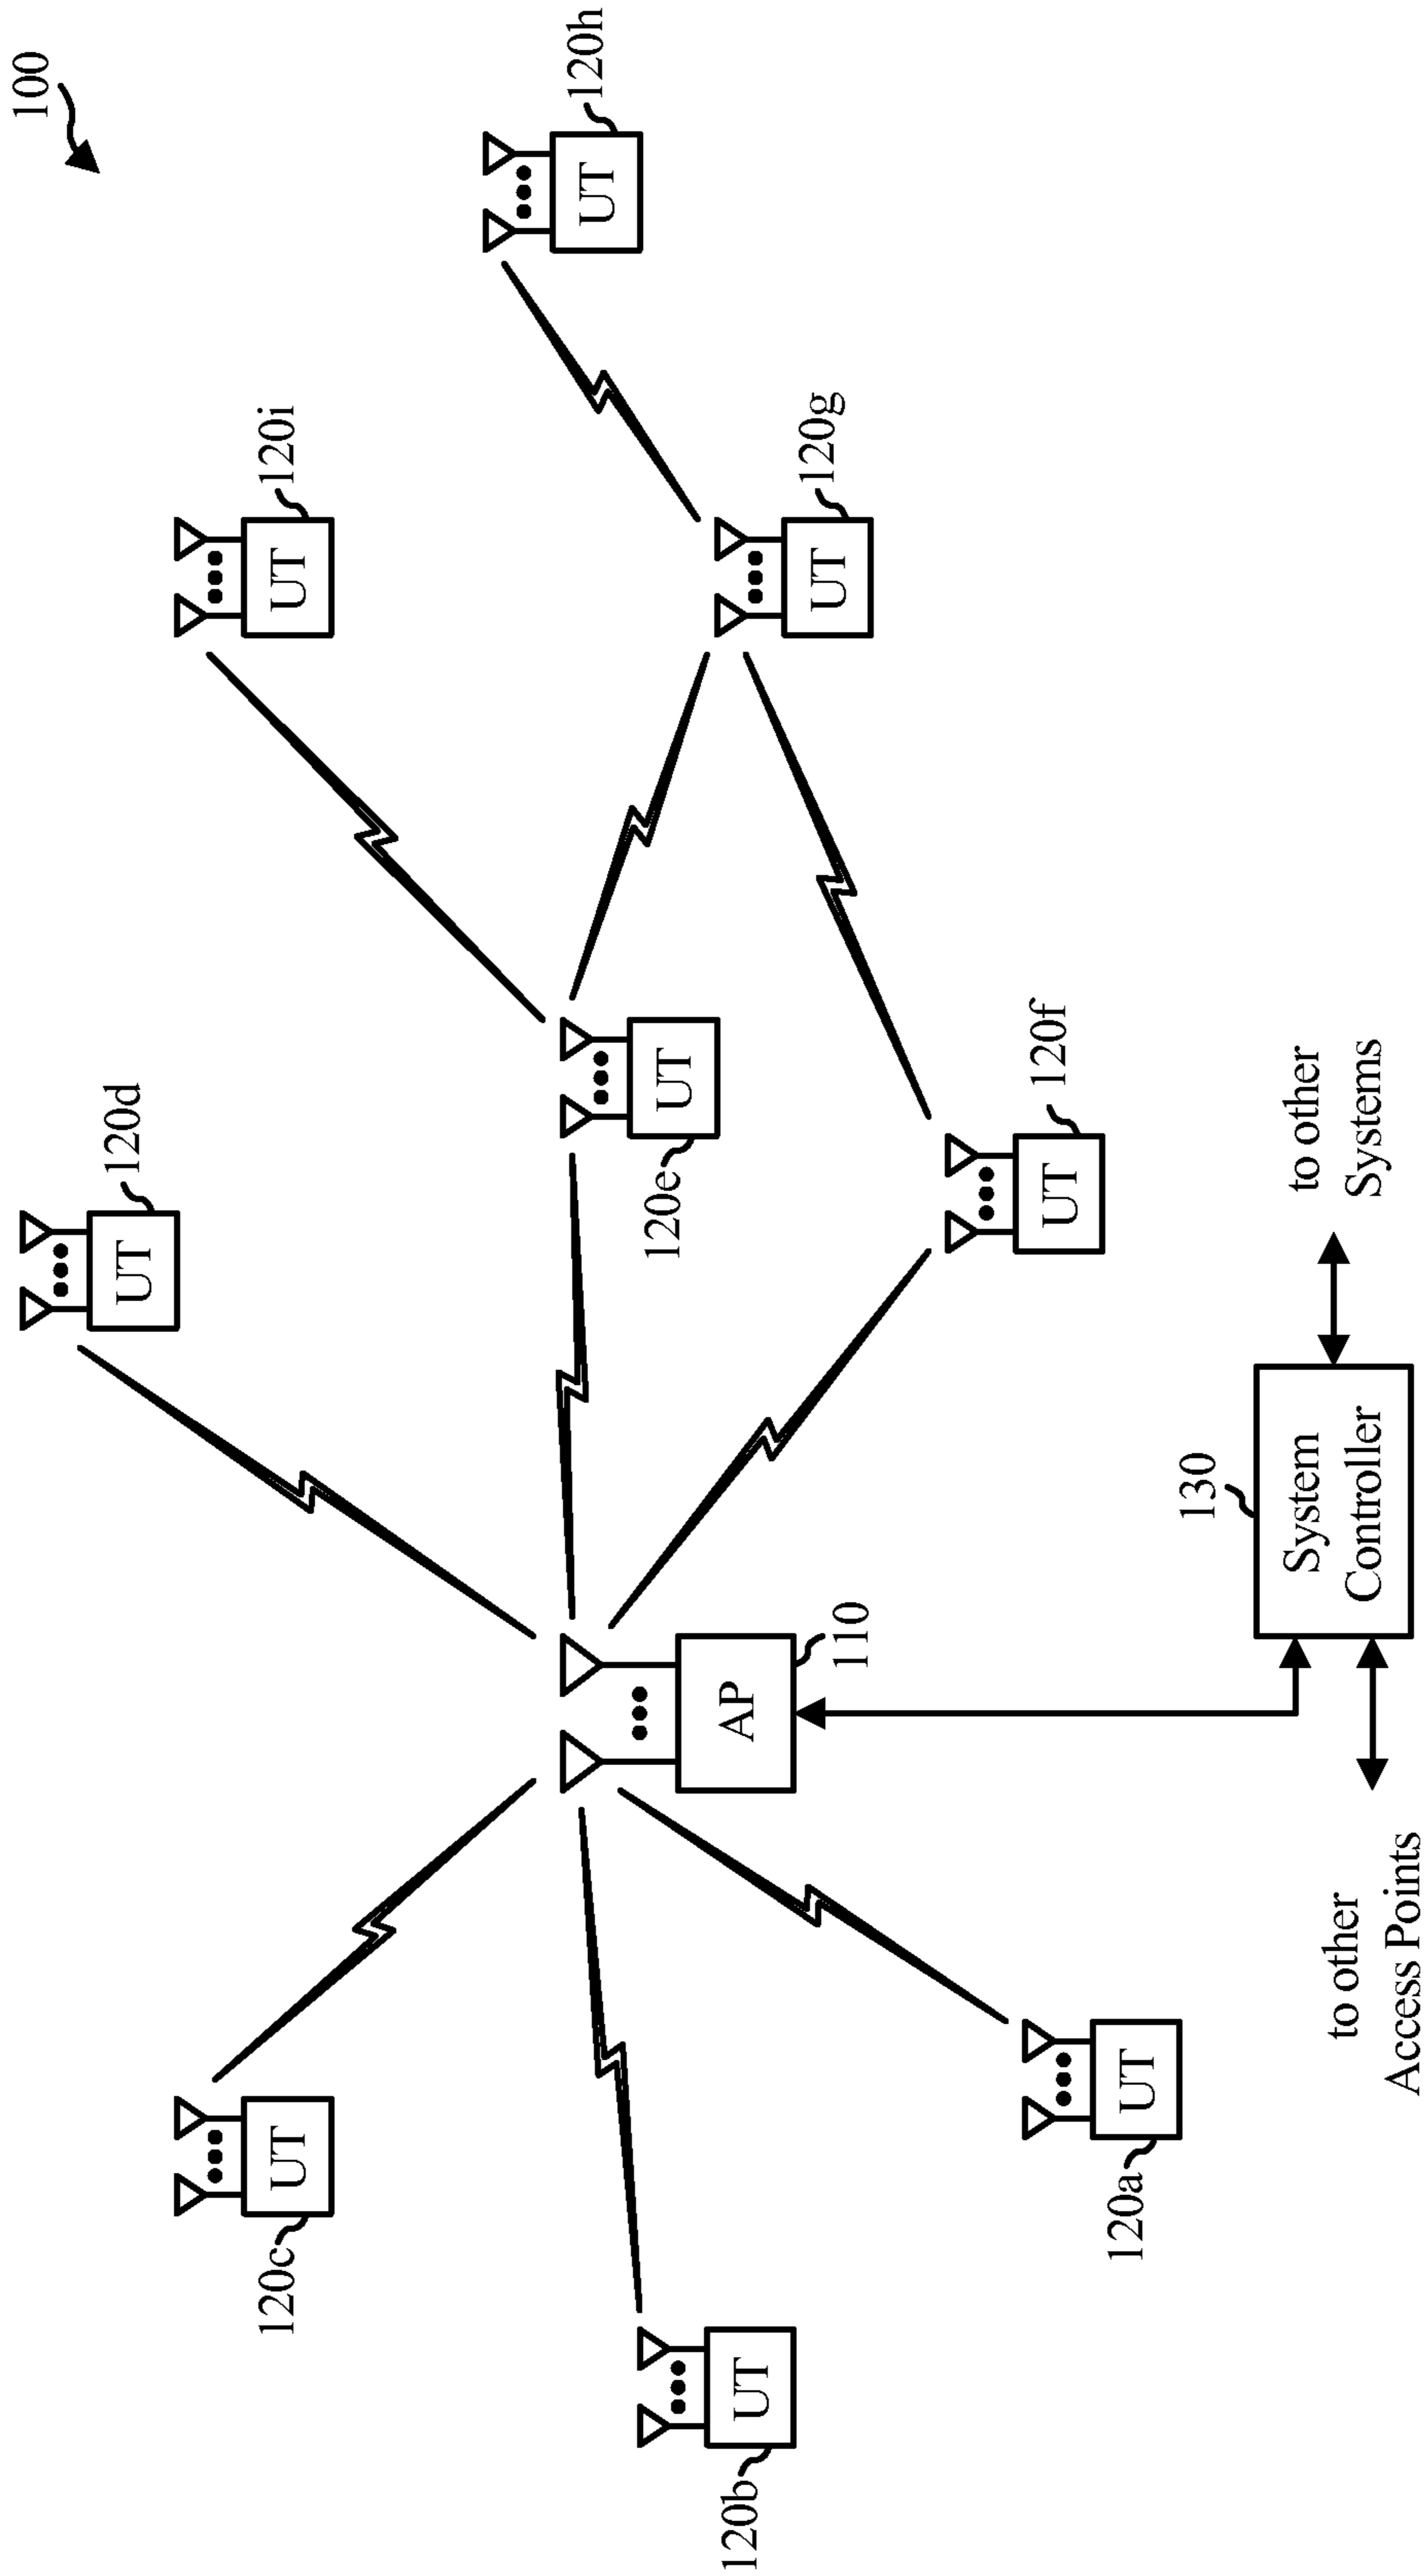 100
UT
120d
UT
120c
UT
120i
UT
120h
UT
120b
AP
110
UT
120e
UT
120g
UT
120a
UT
120f
130
System
Controller
to other
Access Points
to other
Systems